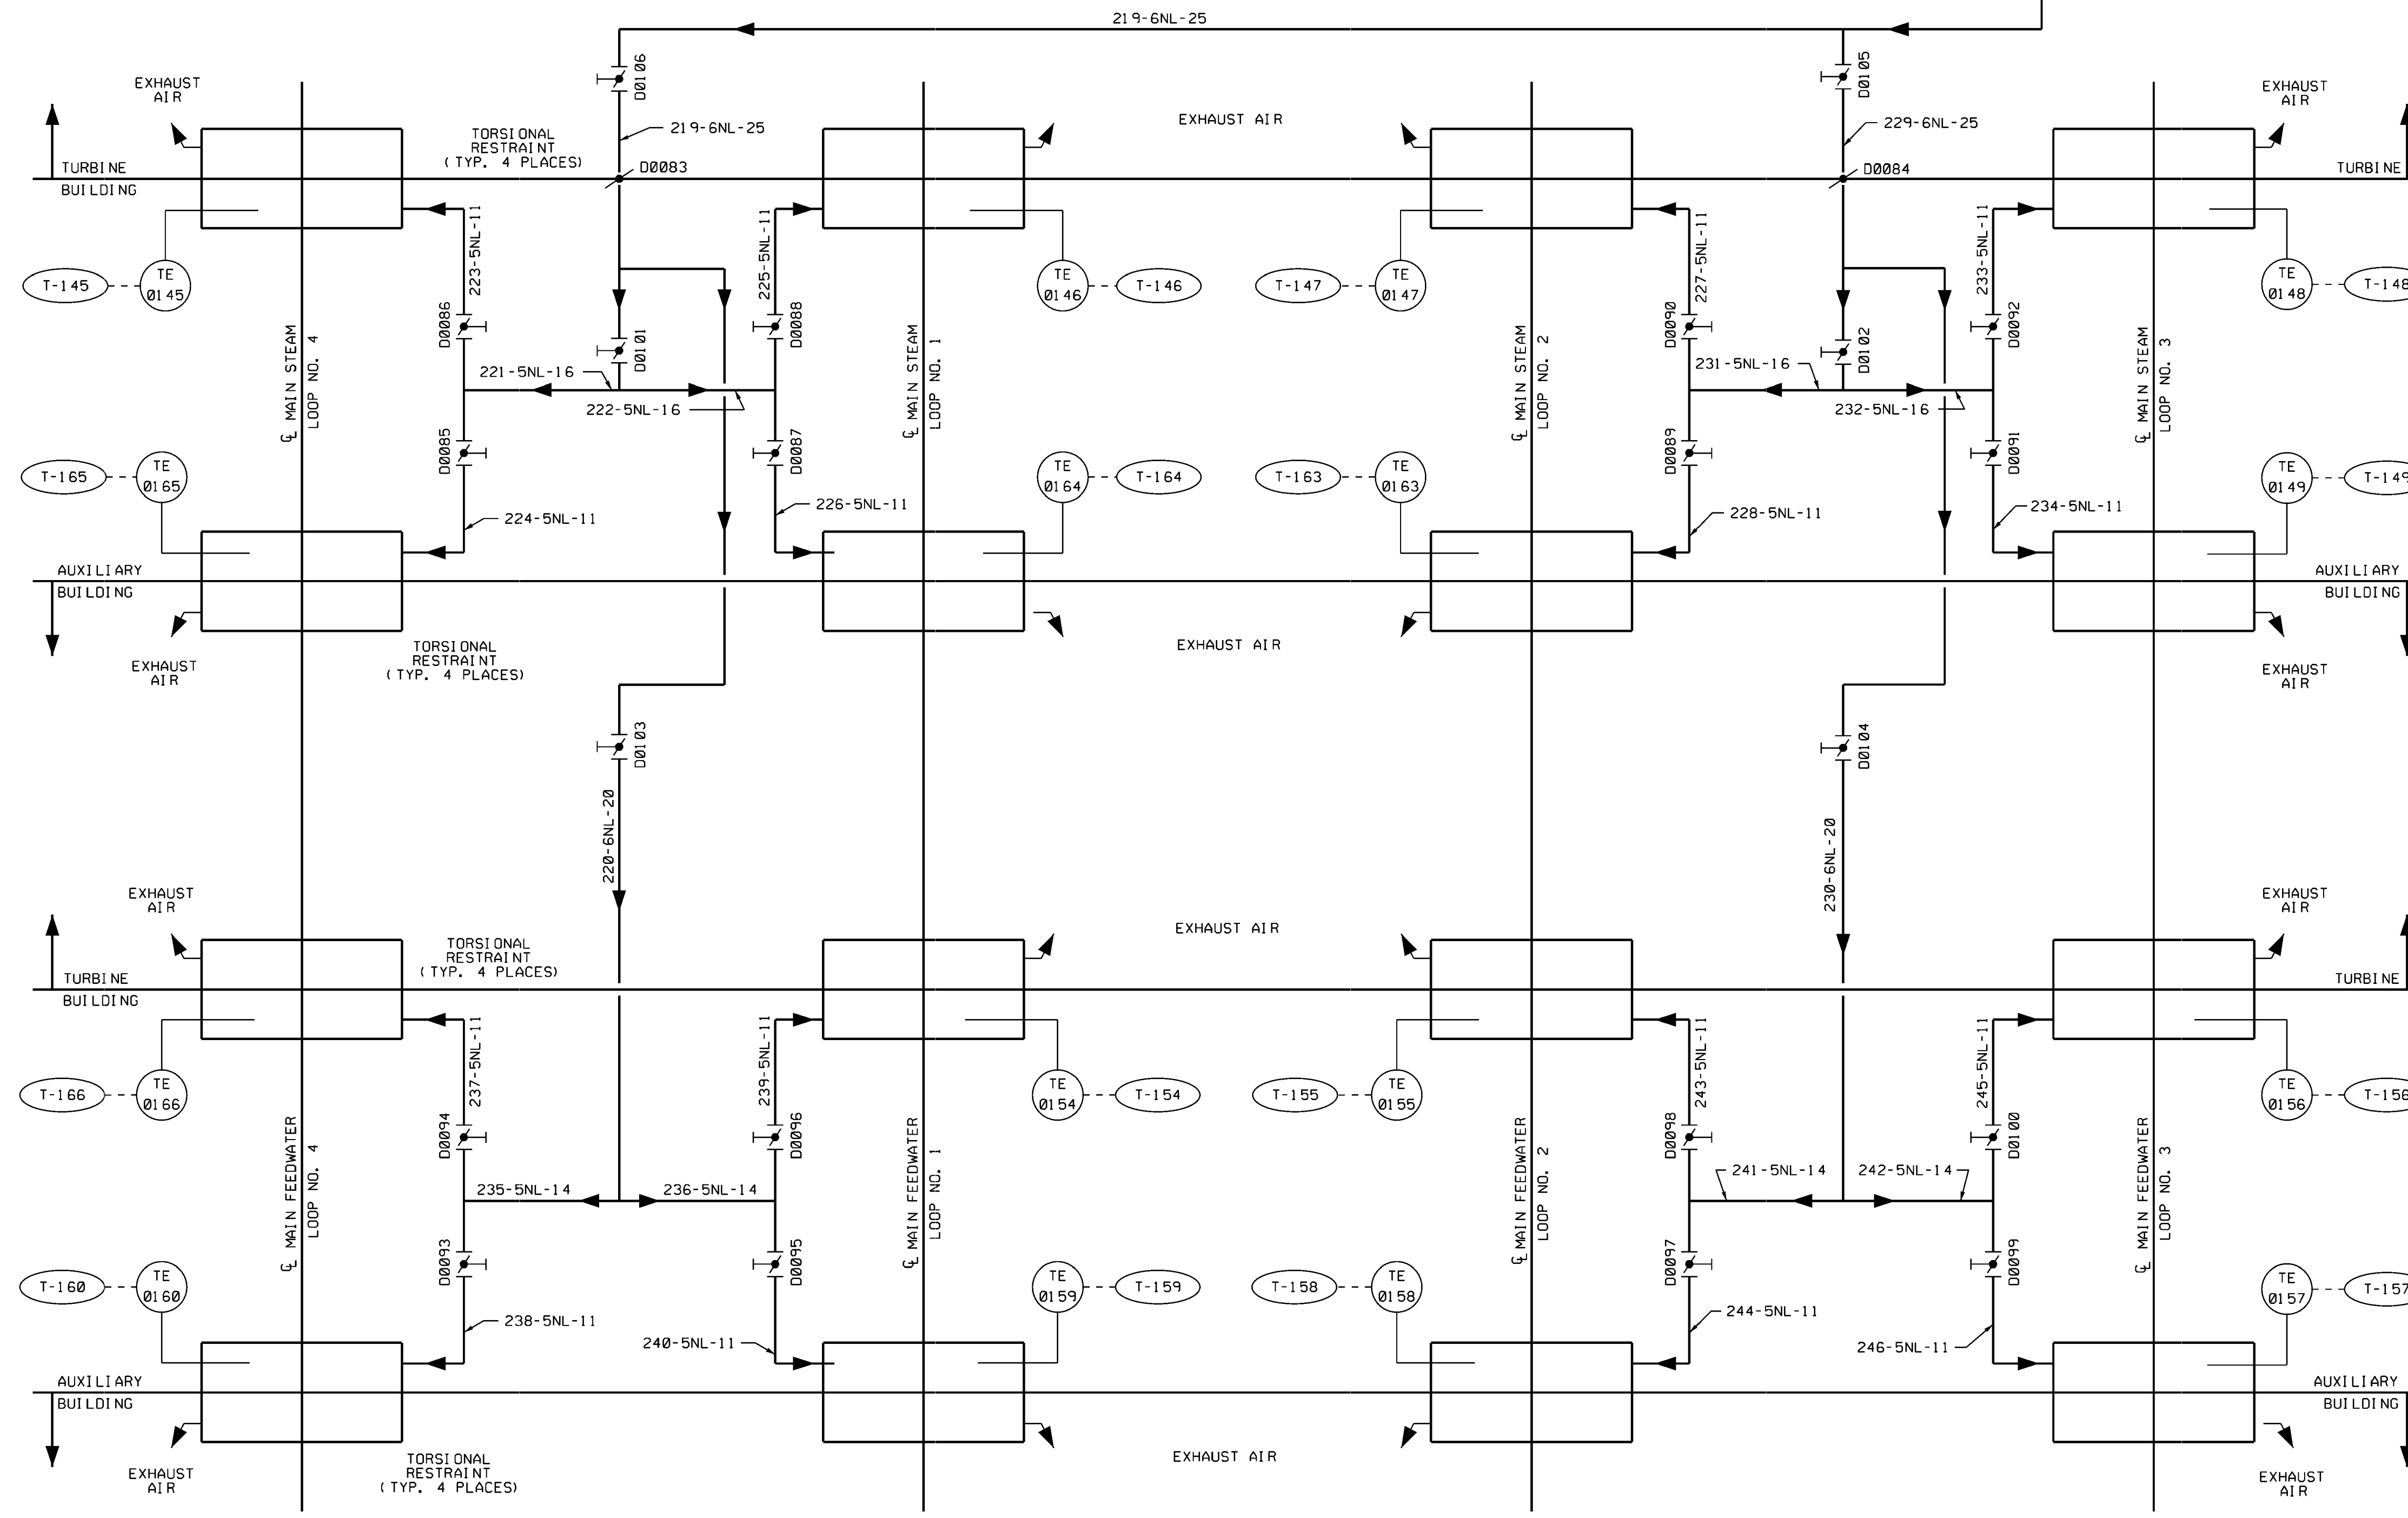 219-6NL-25
D0106
D0105
EXHAUST
AIR
TORSIONAL
RESTRAINT
(TYP. 4 PLACES)
219-6NL-25
EXHAUST AIR
229-6NL-25
EXHAUST
AIR
TURBINE
BUILDING
D0083
D0084
TURBINE
223-5NL-11
225-5NL-11
227-5NL-11
233-5NL-11
T-145
TE
0145
TE
0146
T-146
T-147
TE
0147
TE
0148
T-148
D0086
D0101
D0088
D0090
D0102
D0092
℄ MAIN STEAM
LOOP NO. 4
℄ MAIN STEAM
LOOP NO. 1
℄ MAIN STEAM
LOOP NO. 2
℄ MAIN STEAM
LOOP NO. 3
221-5NL-16
222-5NL-16
231-5NL-16
232-5NL-16
D0085
D0087
D0089
D0091
T-165
TE
0165
TE
0164
T-164
T-163
TE
0163
TE
0149
T-149
224-5NL-11
226-5NL-11
228-5NL-11
234-5NL-11
AUXILIARY
BUILDING
AUXILIARY
BUILDING
EXHAUST
AIR
TORSIONAL
RESTRAINT
(TYP. 4 PLACES)
EXHAUST AIR
EXHAUST
AIR
D0103
D0104
220-6NL-20
230-6NL-20
EXHAUST
AIR
TORSIONAL
RESTRAINT
(TYP. 4 PLACES)
EXHAUST AIR
EXHAUST
AIR
TURBINE
BUILDING
TURBINE
237-5NL-11
239-5NL-11
243-5NL-11
245-5NL-11
T-166
TE
0166
TE
0154
T-154
T-155
TE
0155
TE
0156
T-156
D0094
D0096
D0098
D0100
℄ MAIN FEEDWATER
LOOP NO. 4
℄ MAIN FEEDWATER
LOOP NO. 1
℄ MAIN FEEDWATER
LOOP NO. 2
℄ MAIN FEEDWATER
LOOP NO. 3
235-5NL-14
236-5NL-14
241-5NL-14
242-5NL-14
D0093
D0095
D0097
D0099
T-160
TE
0160
TE
0159
T-159
T-158
TE
0158
TE
0157
T-157
238-5NL-11
240-5NL-11
244-5NL-11
246-5NL-11
AUXILIARY
BUILDING
AUXILIARY
BUILDING
EXHAUST
AIR
TORSIONAL
RESTRAINT
(TYP. 4 PLACES)
EXHAUST AIR
EXHAUST
AIR